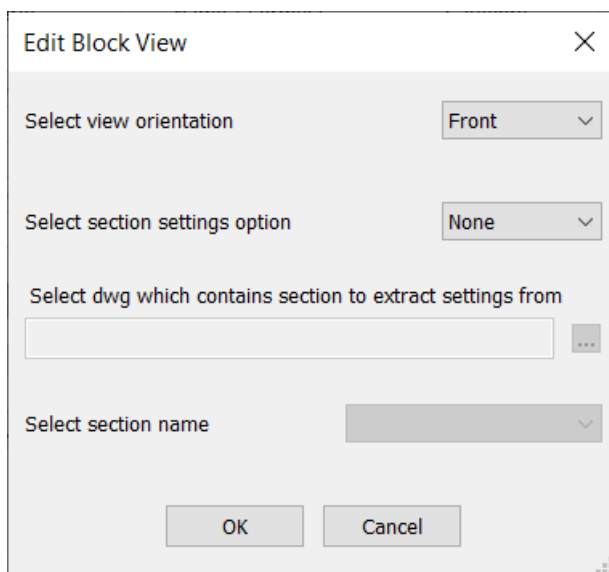 Edit Block View
Select view orientation
Front
Select section settings option
None
Select dwg which contains section to extract settings from
...
Select section name
OK
Cancel